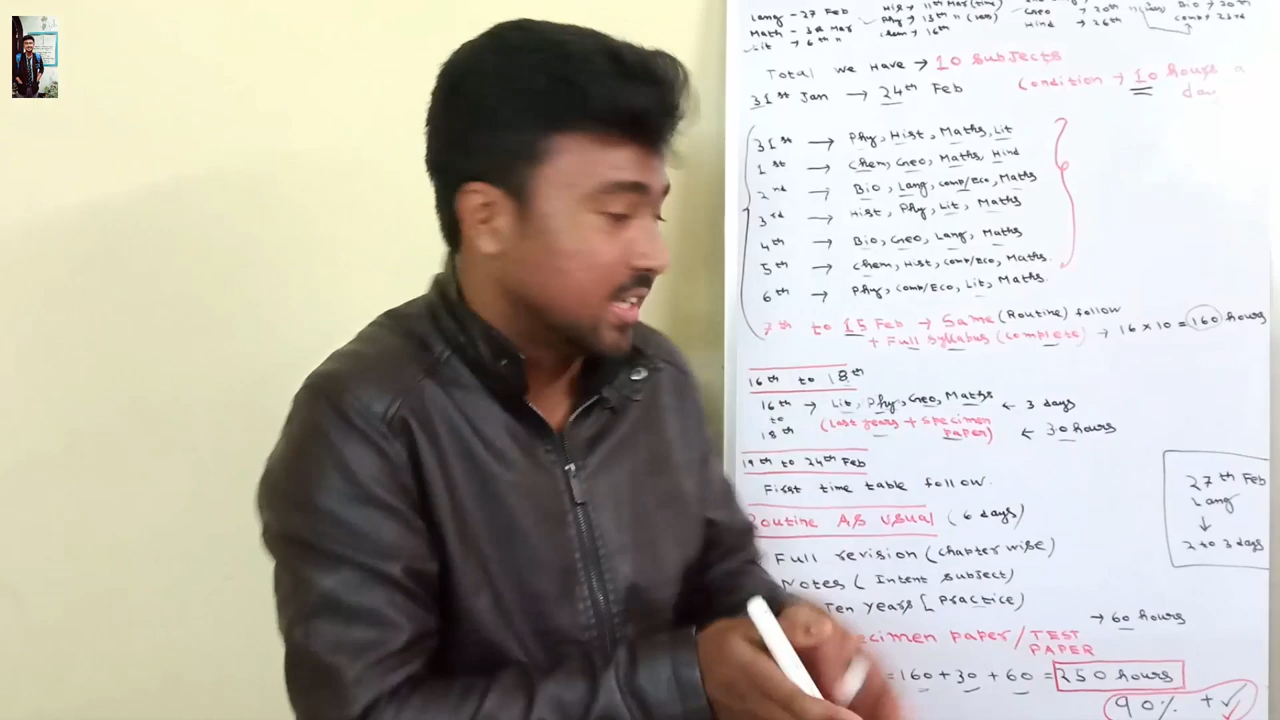 Lang - 27 Feb
Math - 3rd Mar
Lit → 6th "
His → 11th Mar (time)
Phy → 13th "
Chem → 16th
Geo → 20th "
Hind → 26th
Bio → 30th
comp → 23rd
Total we Have → 10 subjects
31st Jan → 24th Feb
Condition → 10 hours a day
31st → Phy, Hist, Maths, Lit
1st → Chem, Geo, Maths, Hind
2nd → Bio, Lang, comp/Eco, Maths
3rd → Hist, Phy, Lit, Maths
4th → Bio, Geo, Lang, Maths
5th → Chem, Hist, comp/Eco, Maths.
6th → Phy, comp/Eco, Lit, Maths.
7th to 15 Feb → Same (Routine) follow
+ Full syllabus (complete) → 16 x 10 = 160 hours
16th to 18th
16th → Lit, Phy, Geo, Maths ← 3 days
to
18th (last years + specimen paper) ← 30 hours
19th to 24th Feb
First time table follow.
Routine As usual (6 days)
Full revision (chapter wise)
Notes ( Intent subject)
Ten years [Practice)
→ 60 hours
ecimen paper/TEST PAPER
= 160 + 30 + 60 = 250 hours
90% +
27th Feb
Lang
↓
2 to 3 days